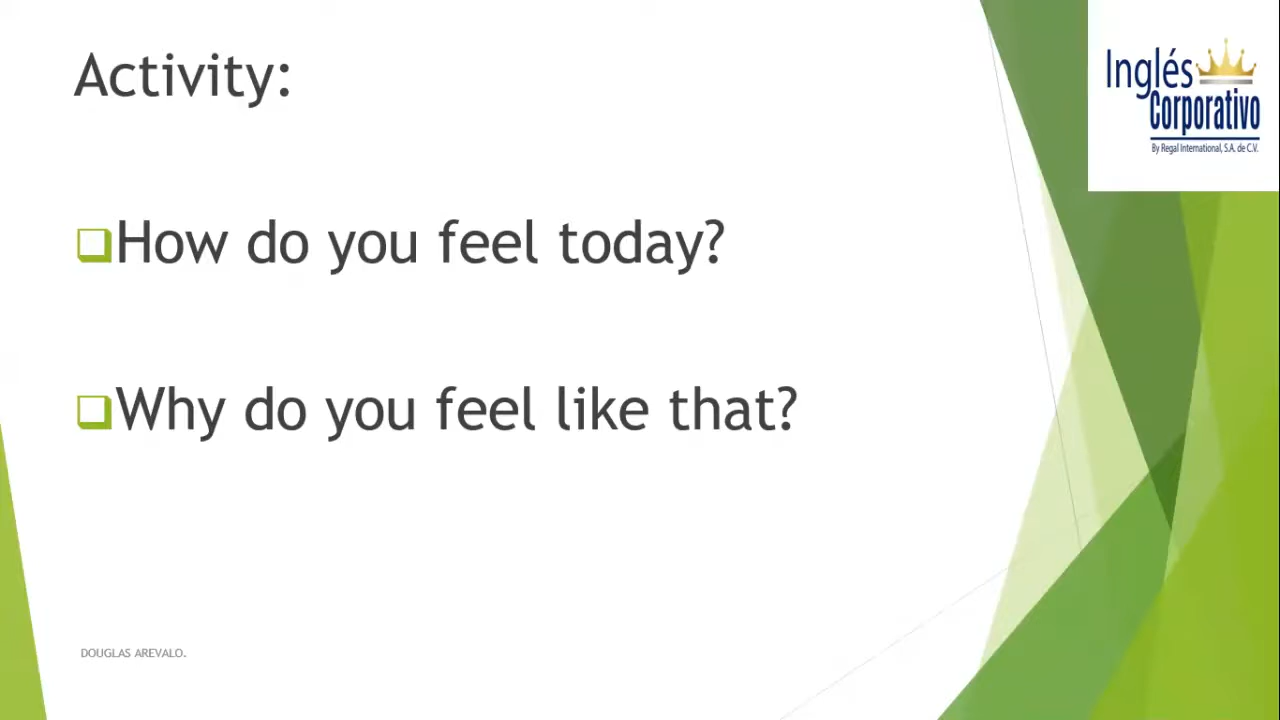 Activity:
Inglés
Corporativo
By Regal International, S.A. de C.V.
How do you feel today?
Why do you feel like that?
DOUGLAS AREVALO.